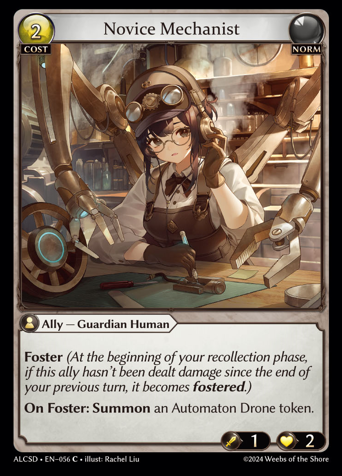 2
COST
Novice Mechanist
NORM
Ally — Guardian Human
Foster (At the beginning of your recollection phase,
if this ally hasn't been dealt damage since the end of
your previous turn, it becomes fostered.)
On Foster: Summon an Automaton Drone token.
1
2
ALCSD • EN-056 C • illust: Rachel Liu
©2024 Weebs of the Shore